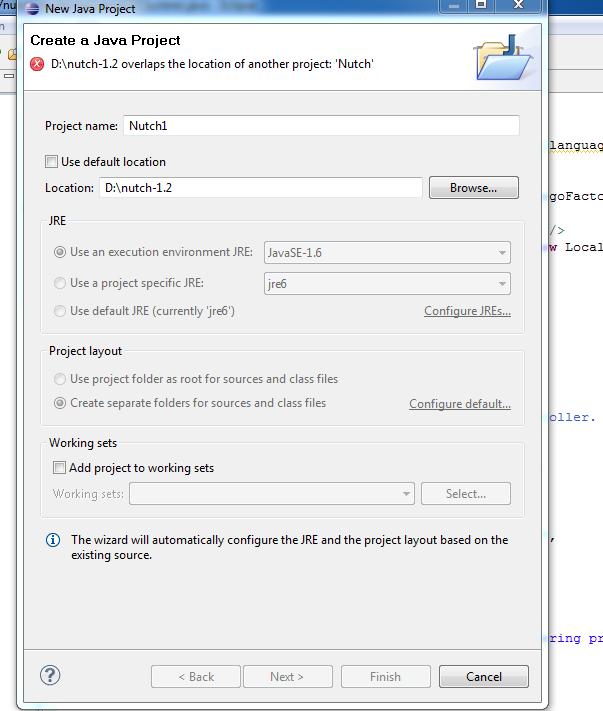 New Java Project
Create a Java Project
D:\nutch-1.2 overlaps the location of another project: 'Nutch'
Project name: Nutch1
Use default location
Location: D:\nutch-1.2 Browse...
JRE
Use an execution environment JRE: JavaSE-1.6
Use a project specific JRE: jre6
Use default JRE (currently 'jre6') Configure JREs...
Project layout
Use project folder as root for sources and class files
Create separate folders for sources and class files Configure default...
Working sets
Add project to working sets
Working sets: Select...
The wizard will automatically configure the JRE and the project layout based on the
existing source.
? < Back Next > Finish Cancel
languag
goFacto
/>
w Local
oller.
,
ring pr